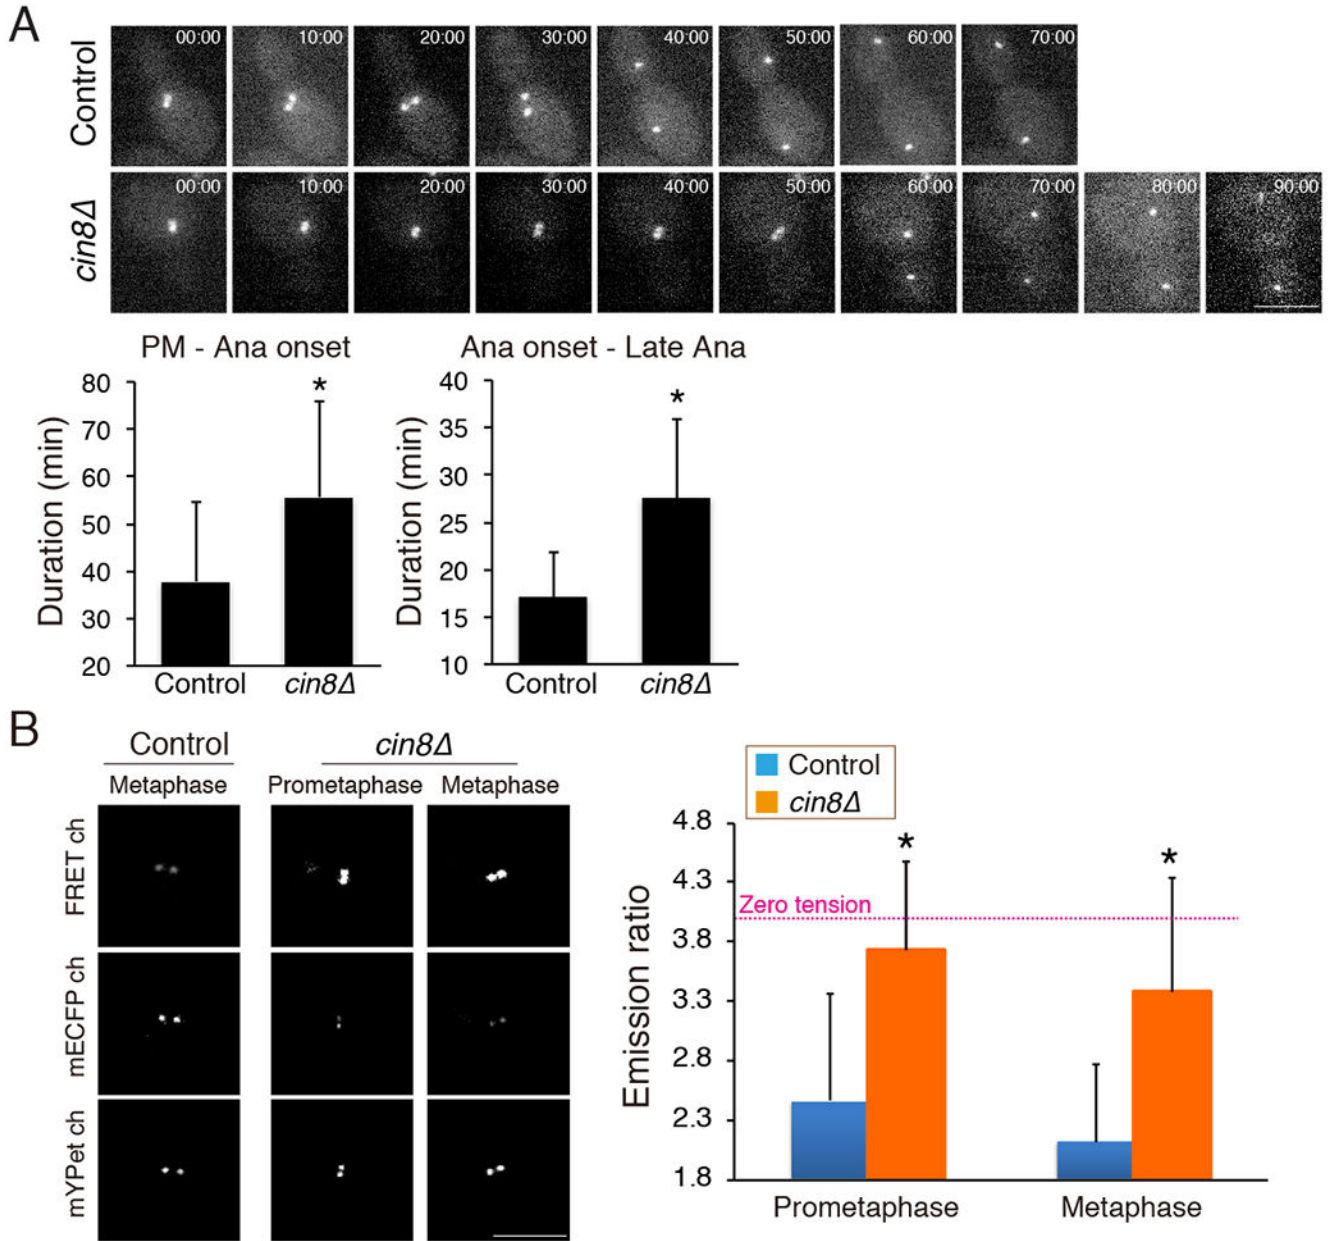 A
Control
00:00 10:00 20:00 30:00 40:00 50:00 60:00 70:00
cin8Δ
00:00 10:00 20:00 30:00 40:00 50:00 60:00 70:00 80:00 90:00
PM - Ana onset
Duration (min)
80
70
60
50
40
30
20
*
Control cin8Δ
Ana onset - Late Ana
Duration (min)
40
35
30
25
20
15
10
*
Control cin8Δ
B
Control cin8Δ
Metaphase Prometaphase Metaphase
FRET ch
mECFP ch
mYPet ch
Control
cin8Δ
Emission ratio
4.8
4.3
3.8
3.3
2.8
2.3
1.8
Zero tension
* *
Prometaphase Metaphase